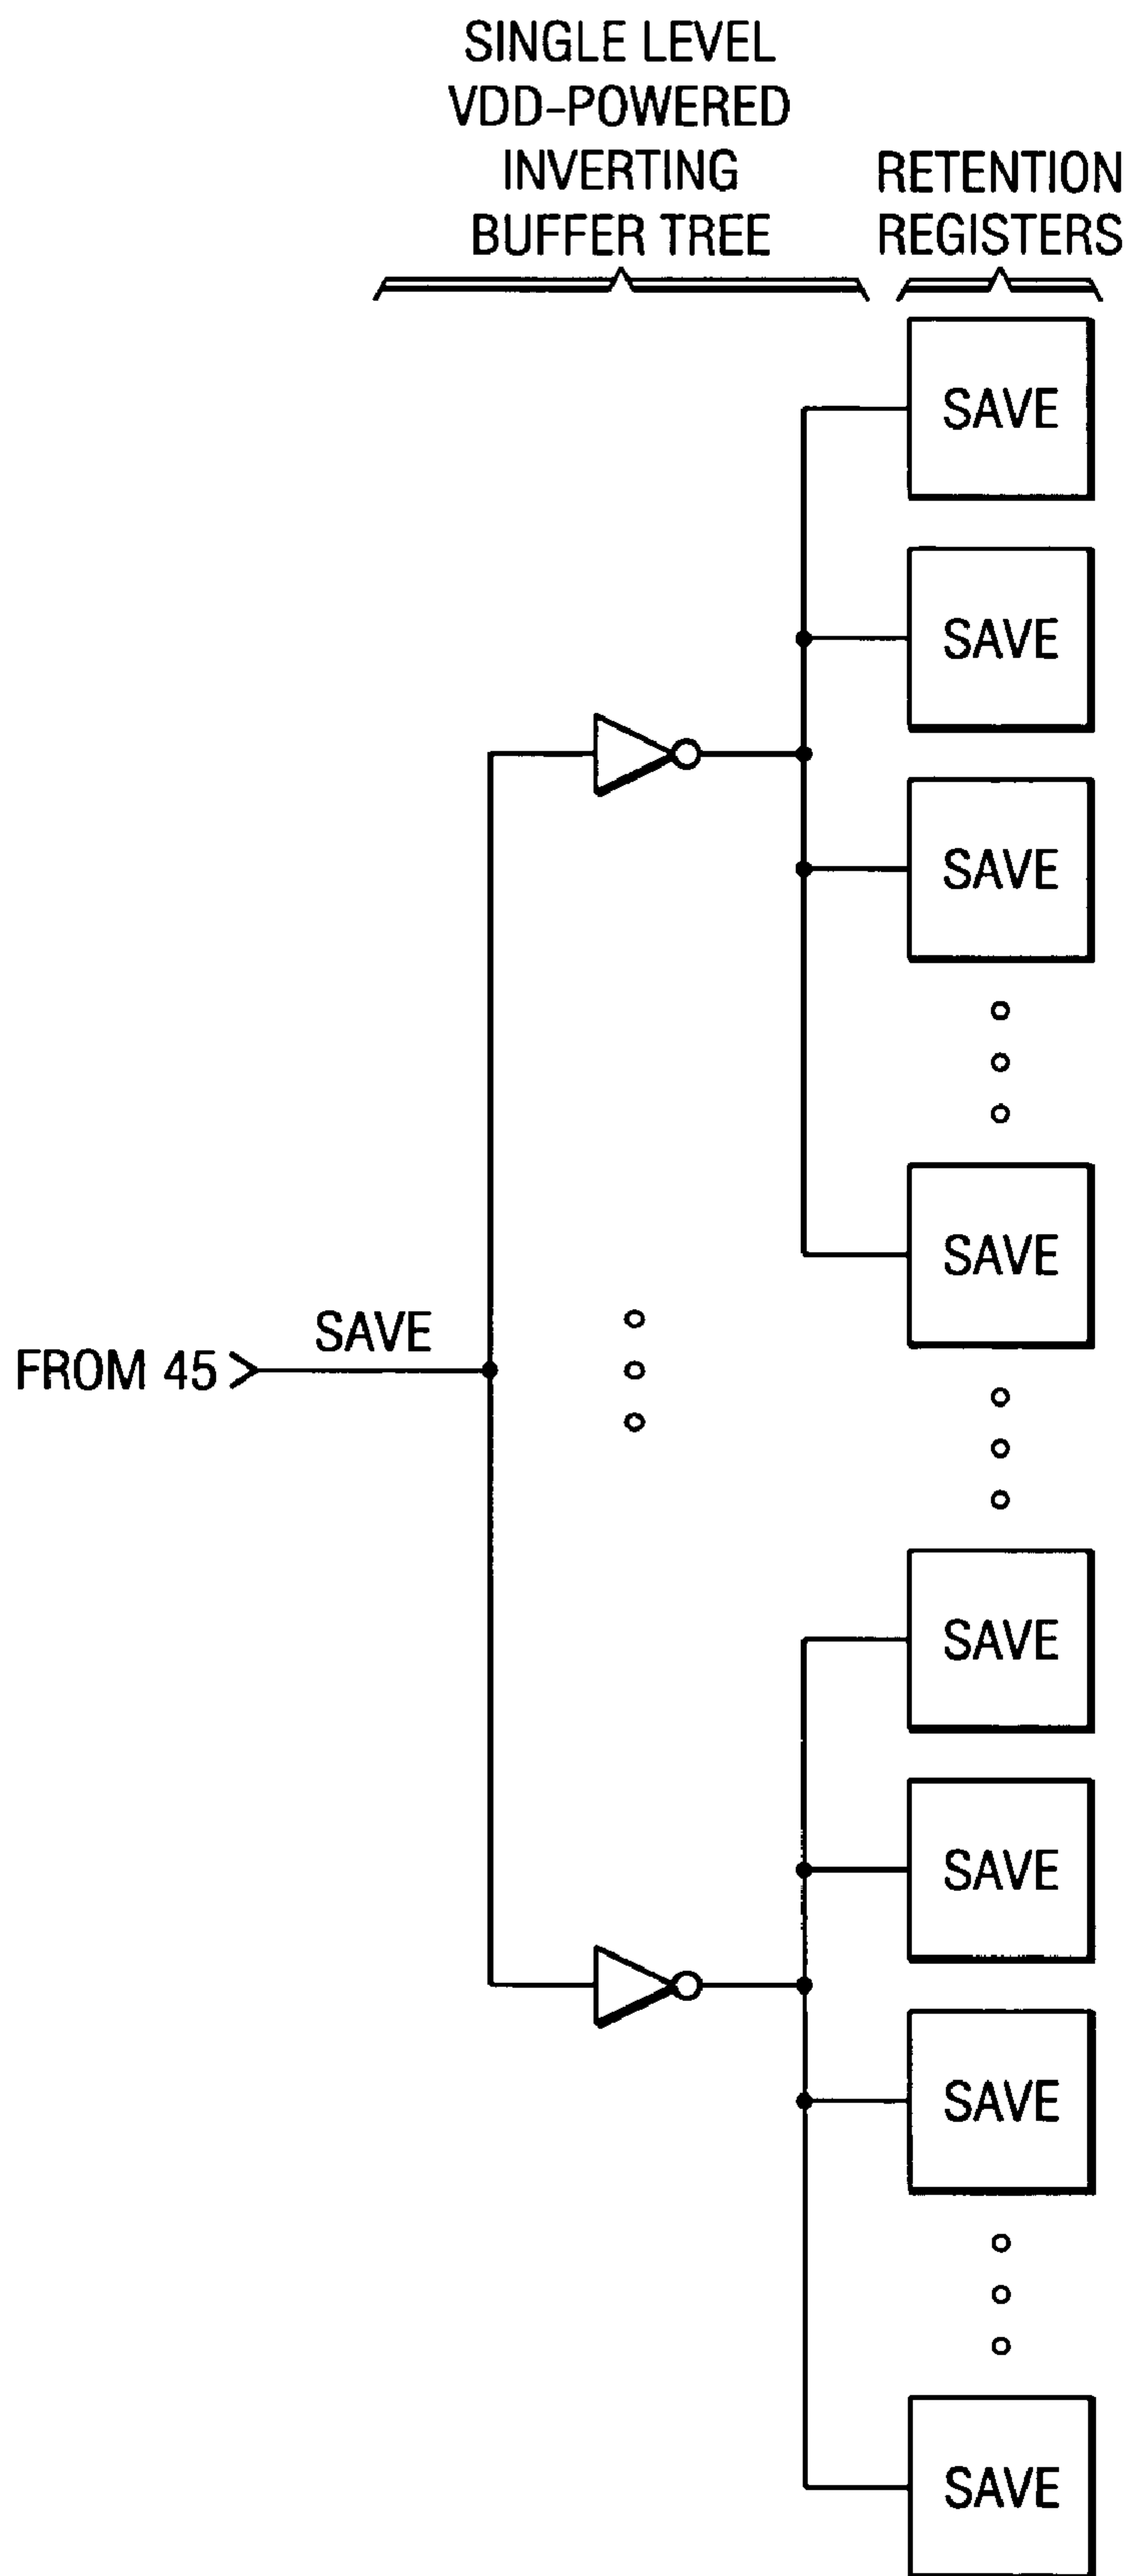 SINGLE LEVEL
VDD-POWERED
INVERTING
BUFFER TREE
RETENTION
REGISTERS
SAVE
SAVE
SAVE
SAVE
SAVE
FROM 45
SAVE
SAVE
SAVE
SAVE